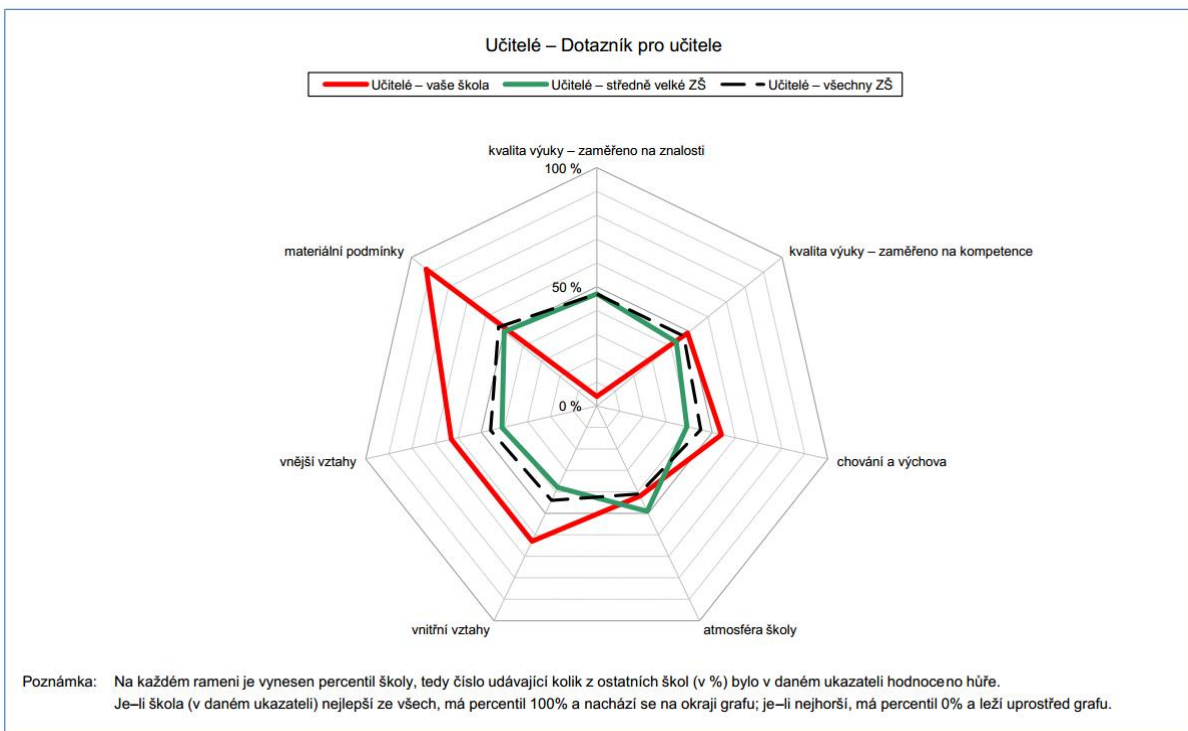 Učitelé – Dotazník pro učitele
Učitelé – vaše škola Učitelé – středně velké ZŠ Učitelé – všechny ZŠ
kvalita výuky – zaměřeno na znalosti
100 %
materiální podmínky
kvalita výuky – zaměřeno na kompetence
50 %
0 %
vnější vztahy
chování a výchova
vnitřní vztahy
atmosféra školy
Poznámka: Na každém rameni je vynesen percentil školy, tedy číslo udávající kolik z ostatních škol (v %) bylo v daném ukazateli hodnoceno hůře.
Je–li škola (v daném ukazateli) nejlepší ze všech, má percentil 100% a nachází se na okraji grafu; je–li nejhorší, má percentil 0% a leží uprostřed grafu.